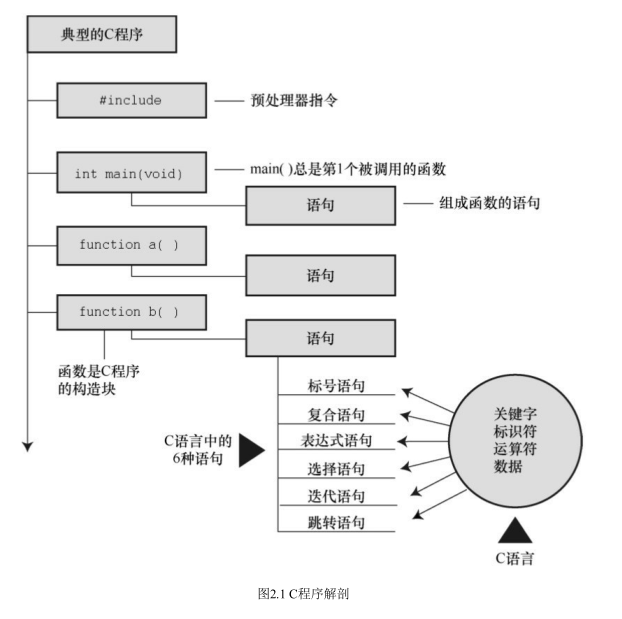 典型的C程序
#include
预处理器指令
int main(void)
main( )总是第1个被调用的函数
语句
组成函数的语句
function a( )
语句
function b( )
语句
函数是C程序
的构造块
标号语句
复合语句
表达式语句
选择语句
迭代语句
跳转语句
C语言中的
6种语句
关键字
标识符
运算符
数据
C语言
图2.1 C程序解剖